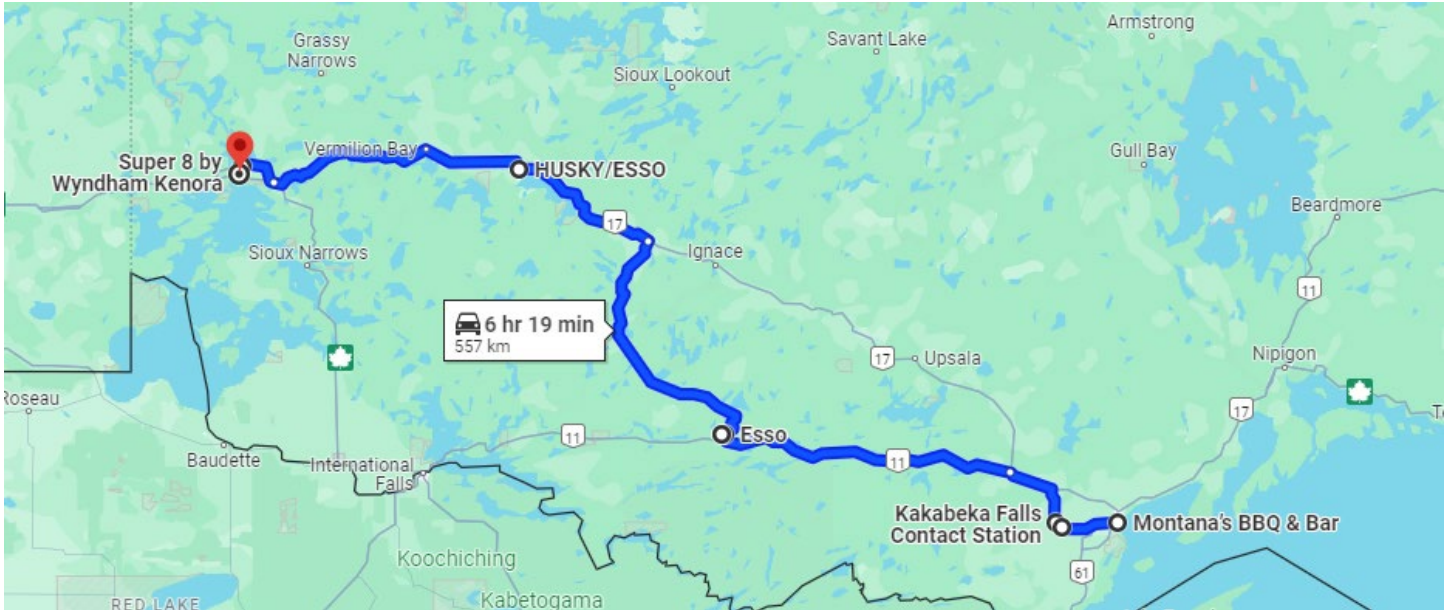 Armstrong
Grassy
Narrows
Savant Lake
Sioux Lookout
Super 8 by
Wyndham Kenora
Vermilion Bay
HUSKY/ESSO
Gull Bay
Beardmore
17
Sioux Narrows
Ignace
11
6 hr 19 min
557 km
17
Upsala
Nipigon
Roseau
17
Baudette
11
Esso
International
Falls
11
Kakabeka Falls
Contact Station
Montana's BBQ & Bar
Koochiching
61
RED LAKE
Kabetogama